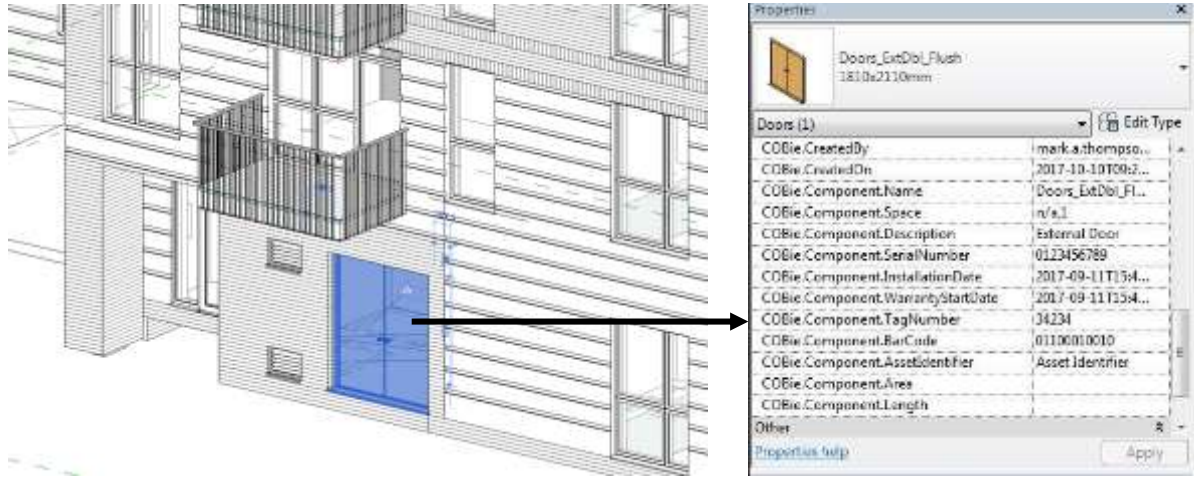 Properties
Doors_ExtDbl_Flush
1810x2110mm
Doors (1) Edit Type
COBie.CreatedBy mark.a.thompso...
COBie.CreatedOn 2017-10-10T09:2...
COBie.Component.Name Doors_ExtDbl_Fl...
COBie.Component.Space n/a,1
COBie.Component.Description External Door
COBie.Component.SerialNumber 0123456789
COBie.Component.InstallationDate 2017-09-11T15:4...
COBie.Component.WarrantyStartDate 2017-09-11T15:4...
COBie.Component.TagNumber 34234
COBie.Component.BarCode 01100010010
COBie.Component.AssetIdentifier Asset Identifier
COBie.Component.Area
COBie.Component.Length
Other
Properties help Apply